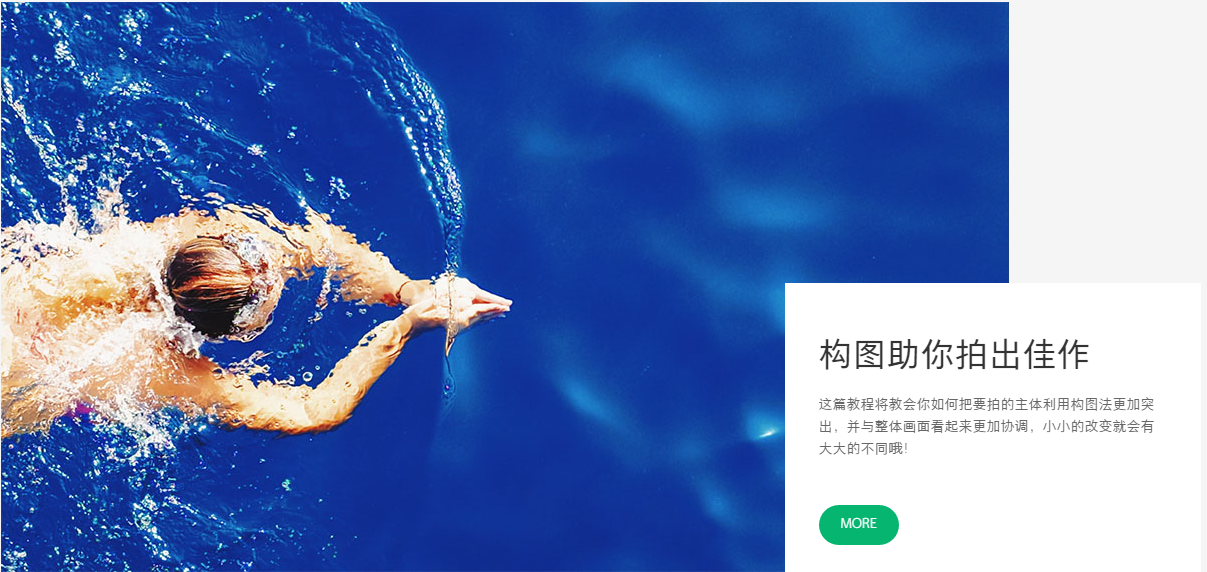 构图助你拍出佳作
这篇教程将教会你如何把要拍的主体利用构图法更加突
出，并与整体画面看起来更加协调，小小的改变就会有
大大的不同哦！
MORE